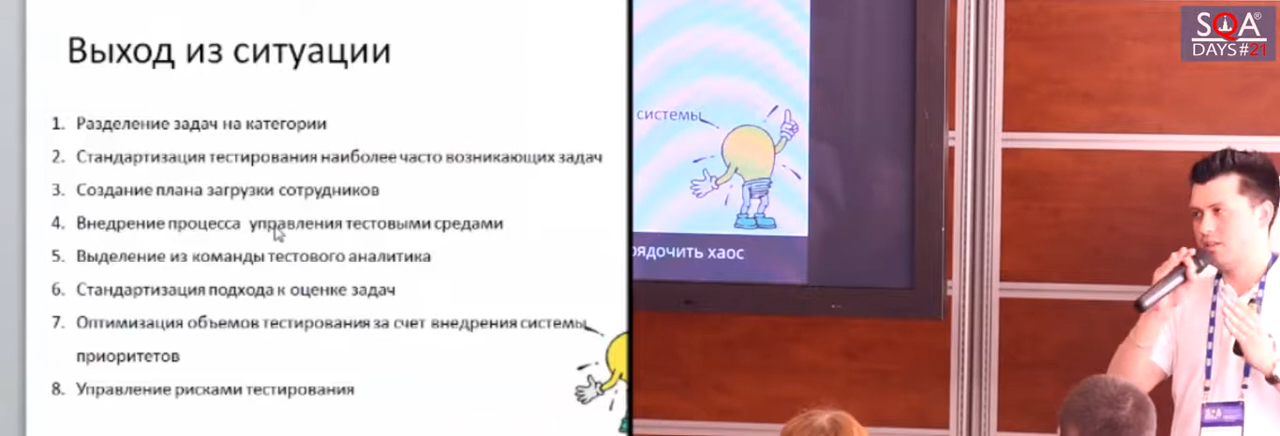 Выход из ситуации
1. Разделение задач на категории
2. Стандартизация тестирования наиболее часто возникающих задач
3. Создание плана загрузки сотрудников
4. Внедрение процесса управления тестовыми средами
5. Выделение из команды тестового аналитика
6. Стандартизация подхода к оценке задач
7. Оптимизация объемов тестирования за счет внедрения системы
приоритетов
8. Управление рисками тестирования
системы
рядочить хаос
SQA®
DAYS#21